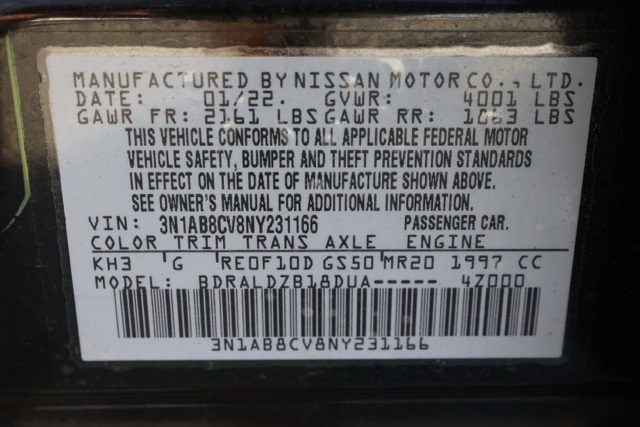 MANUFACTURED BY NISSAN MOTOR CO., LTD.
DATE: 01/22. GVWR: 4001 LBS
GAWR FR: 2161 LBS GAWR RR: 1863 LBS
THIS VEHICLE CONFORMS TO ALL APPLICABLE FEDERAL MOTOR
VEHICLE SAFETY, BUMPER AND THEFT PREVENTION STANDARDS
IN EFFECT ON THE DATE OF MANUFACTURE SHOWN ABOVE.
SEE OWNER'S MANUAL FOR ADDITIONAL INFORMATION.
VIN: 3N1AB8CV8NY231166 PASSENGER CAR.
COLOR TRIM TRANS AXLE ENGINE
KH3 G RE0F10D GS50 MR20 1997 CC
MODEL: BDRALDZB18DUA----- 4Z000
3N1AB8CV8NY231166